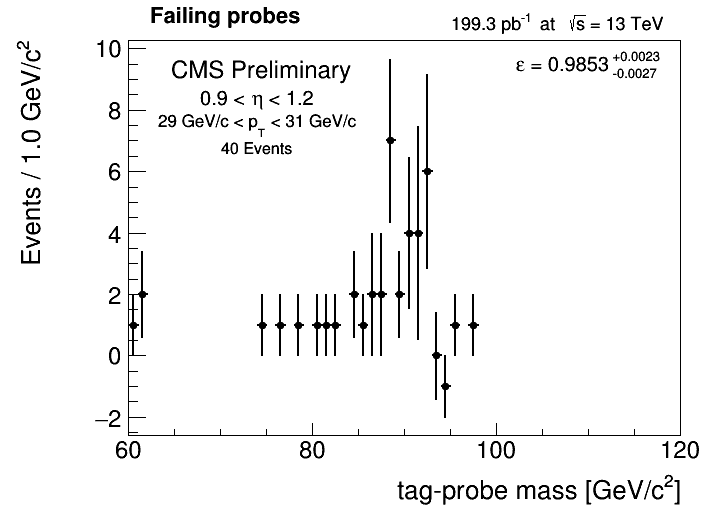 Failing probes
199.3 pb⁻¹ at √s = 13 TeV
CMS Preliminary
0.9 < η < 1.2
29 GeV/c < p_T < 31 GeV/c
40 Events
ε = 0.9853 +0.0023 -0.0027
Events / 1.0 GeV/c²
10
8
6
4
2
0
−2
60 80 100 120
tag-probe mass [GeV/c²]